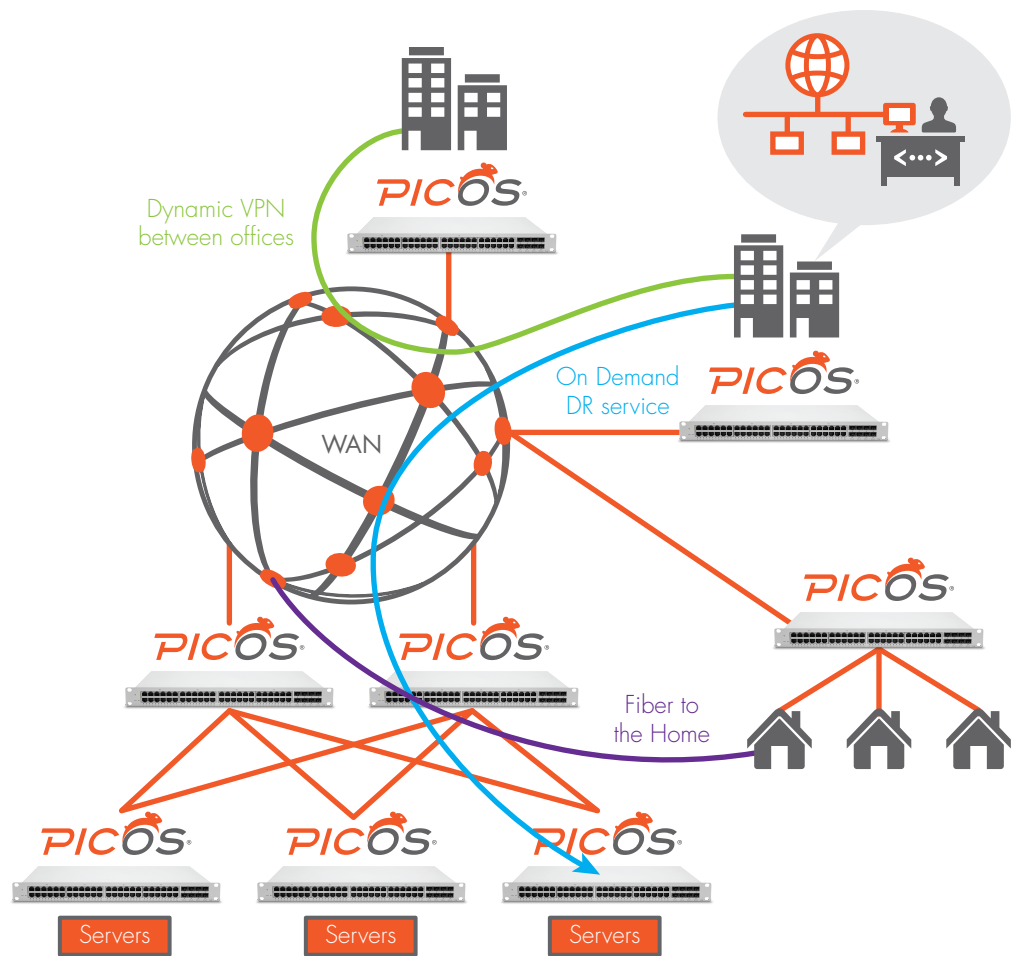 PICOS®
Dynamic VPN
between offices
<···>
On Demand
DR service
PICOS®
WAN
PICOS®
PICOS®
PICOS®
Fiber to
the Home
PICOS®
PICOS®
PICOS®
Servers
Servers
Servers